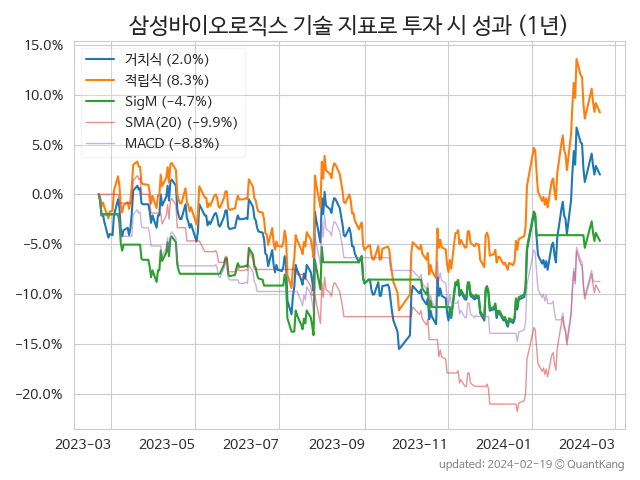 삼성바이오로직스 기술 지표로 투자 시 성과 (1년)
15.0%
10.0%
5.0%
0.0%
−5.0%
−10.0%
−15.0%
−20.0%
거치식 (2.0%)
적립식 (8.3%)
SigM (−4.7%)
SMA(20) (−9.9%)
MACD (−8.8%)
2023-03 2023-05 2023-07 2023-09 2023-11 2024-01 2024-03
updated: 2024-02-19 © QuantKang